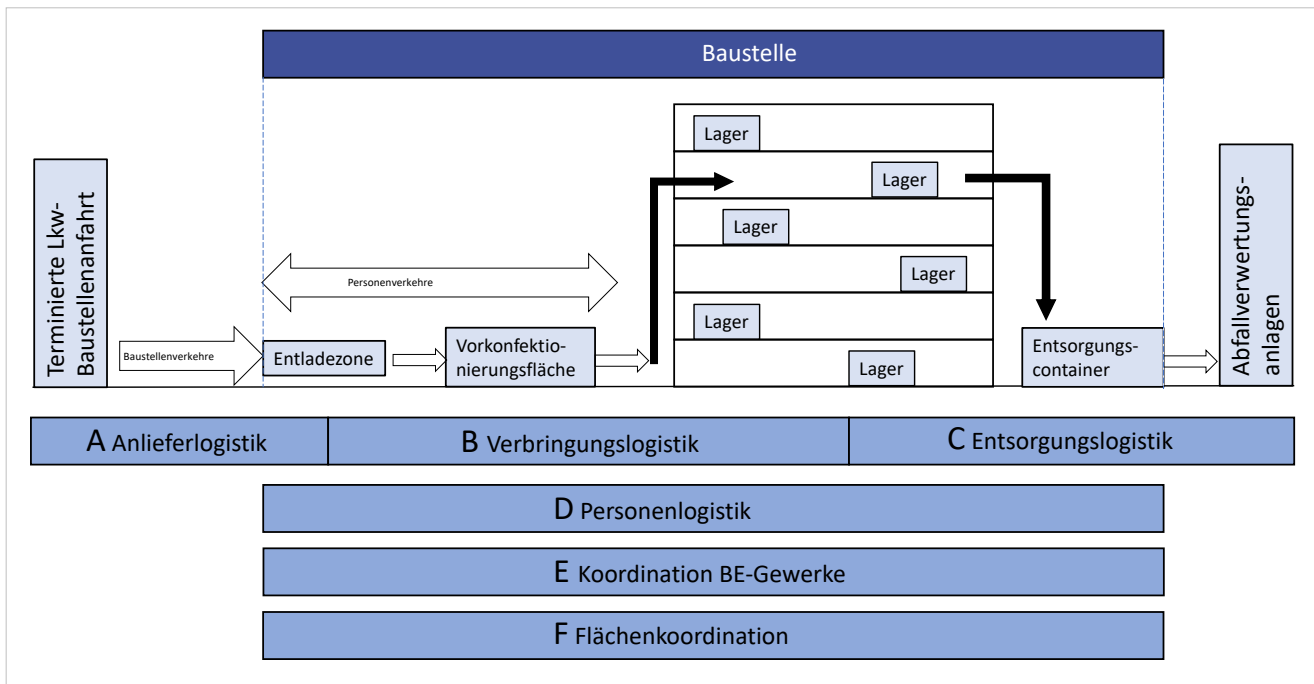 Baustelle
Lager
Lager
Lager
Lager
Lager
Lager
Terminierte Lkw-
Baustellenanfahrt
Personenverkehre
Baustellenverkehre
Entladezone
Vorkonfektio-
nierungsfläche
Entsorgungs-
container
Abfallverwertungs-
anlagen
A Anlieferlogistik
B Verbringungslogistik
C Entsorgungslogistik
D Personenlogistik
E Koordination BE-Gewerke
F Flächenkoordination